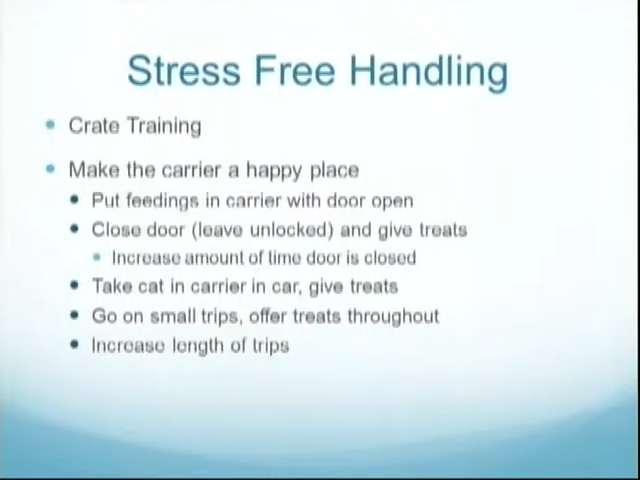 Stress Free Handling
Crate Training
Make the carrier a happy place
Put feedings in carrier with door open
Close door (leave unlocked) and give treats
Increase amount of time door is closed
Take cat in carrier in car, give treats
Go on small trips, offer treats throughout
Increase length of trips